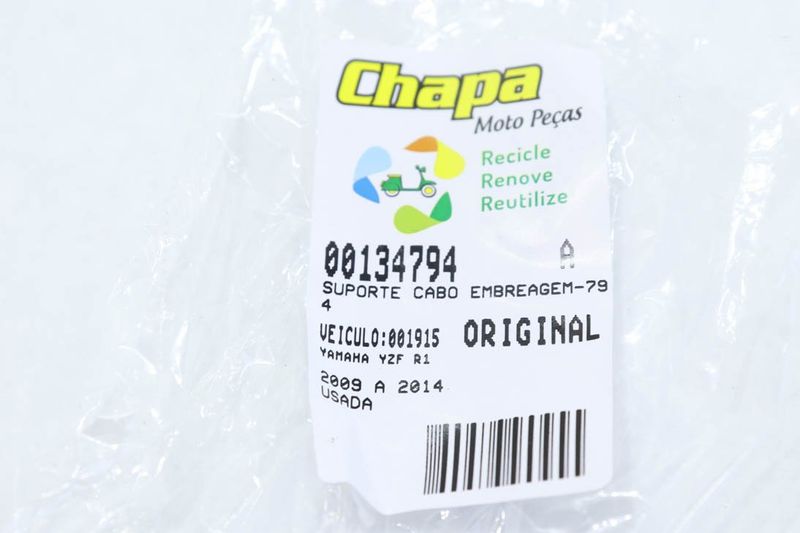 Chapa
Moto Peças
Recicle
Renove
Reutilize
00134794 A
SUPORTE CABO EMBREAGEM-79
4
VEICULO:001915 ORIGINAL
YAMAHA YZF R1
2009 A 2014
USADA